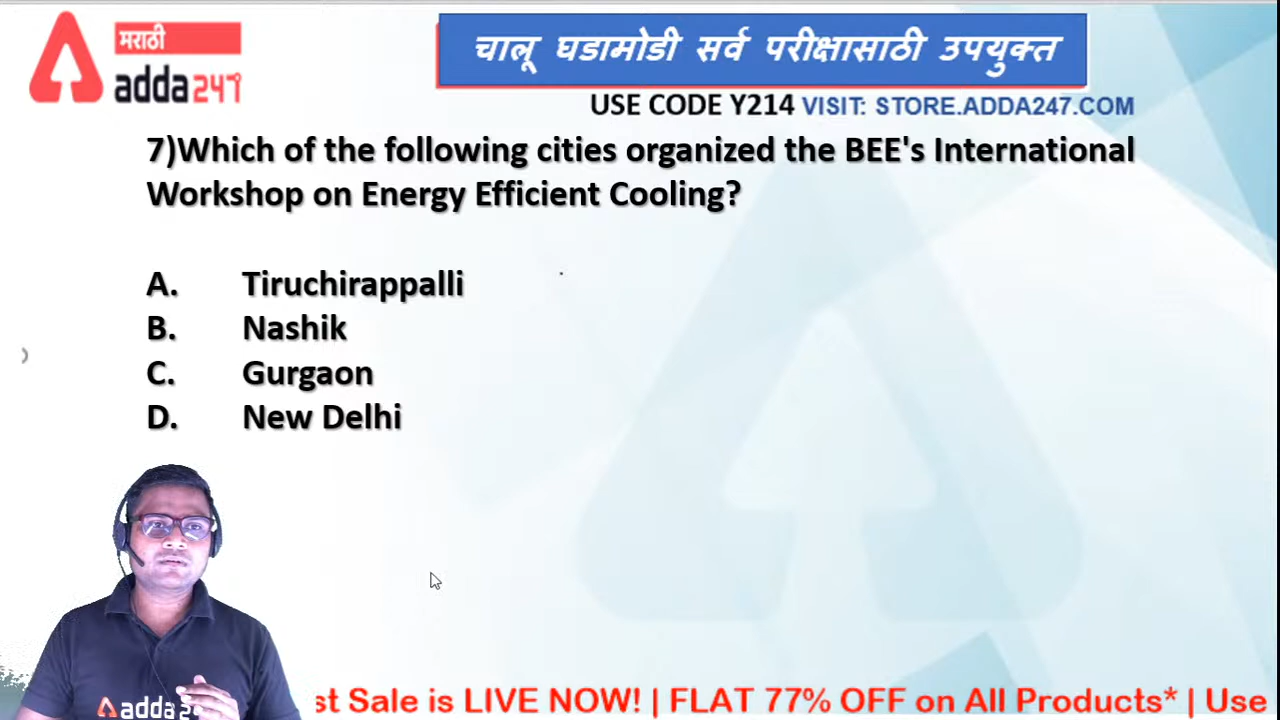 मराठी
adda247
चालू घडामोडी सर्व परीक्षासाठी उपयुक्त
USE CODE Y214 VISIT: STORE.ADDA247.COM
7)Which of the following cities organized the BEE's International
Workshop on Energy Efficient Cooling?
A. Tiruchirappalli
B. Nashik
C. Gurgaon
D. New Delhi
adda
st Sale is LIVE NOW! | FLAT 77% OFF on All Products* | Use